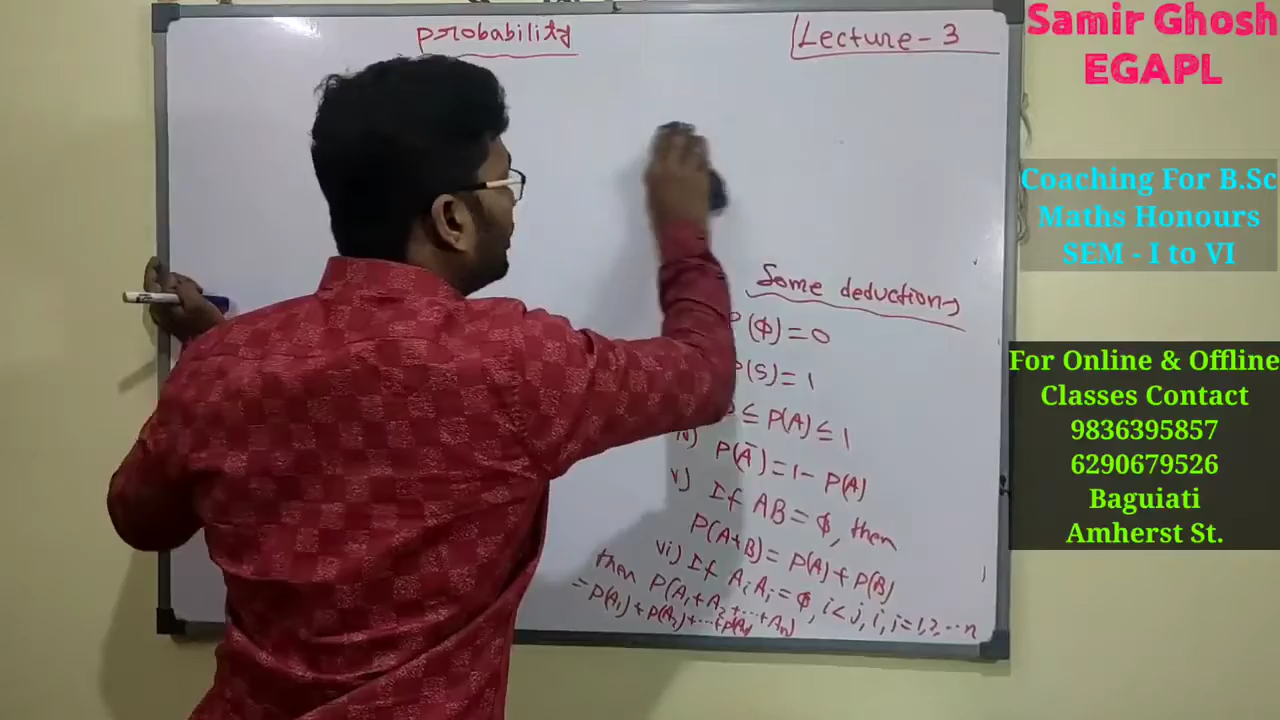 probability
Lecture - 3
Some deductions
P(φ) = 0
P(S) = 1
≤ P(A) ≤ 1
iv) P(Ā) = 1 - P(A)
v) If AB = φ, then
P(A+B) = P(A) + P(B)
vi) If AᵢAⱼ = φ, i < j, i, j = 1, 2, ... n
then P(A₁ + A₂ + ... + Aₙ)
= P(A₁) + P(A₂) + ... + P(Aₙ)
Samir Ghosh
EGAPL
Coaching For B.Sc
Maths Honours
SEM - I to VI
For Online & Offline
Classes Contact
9836395857
6290679526
Baguiati
Amherst St.